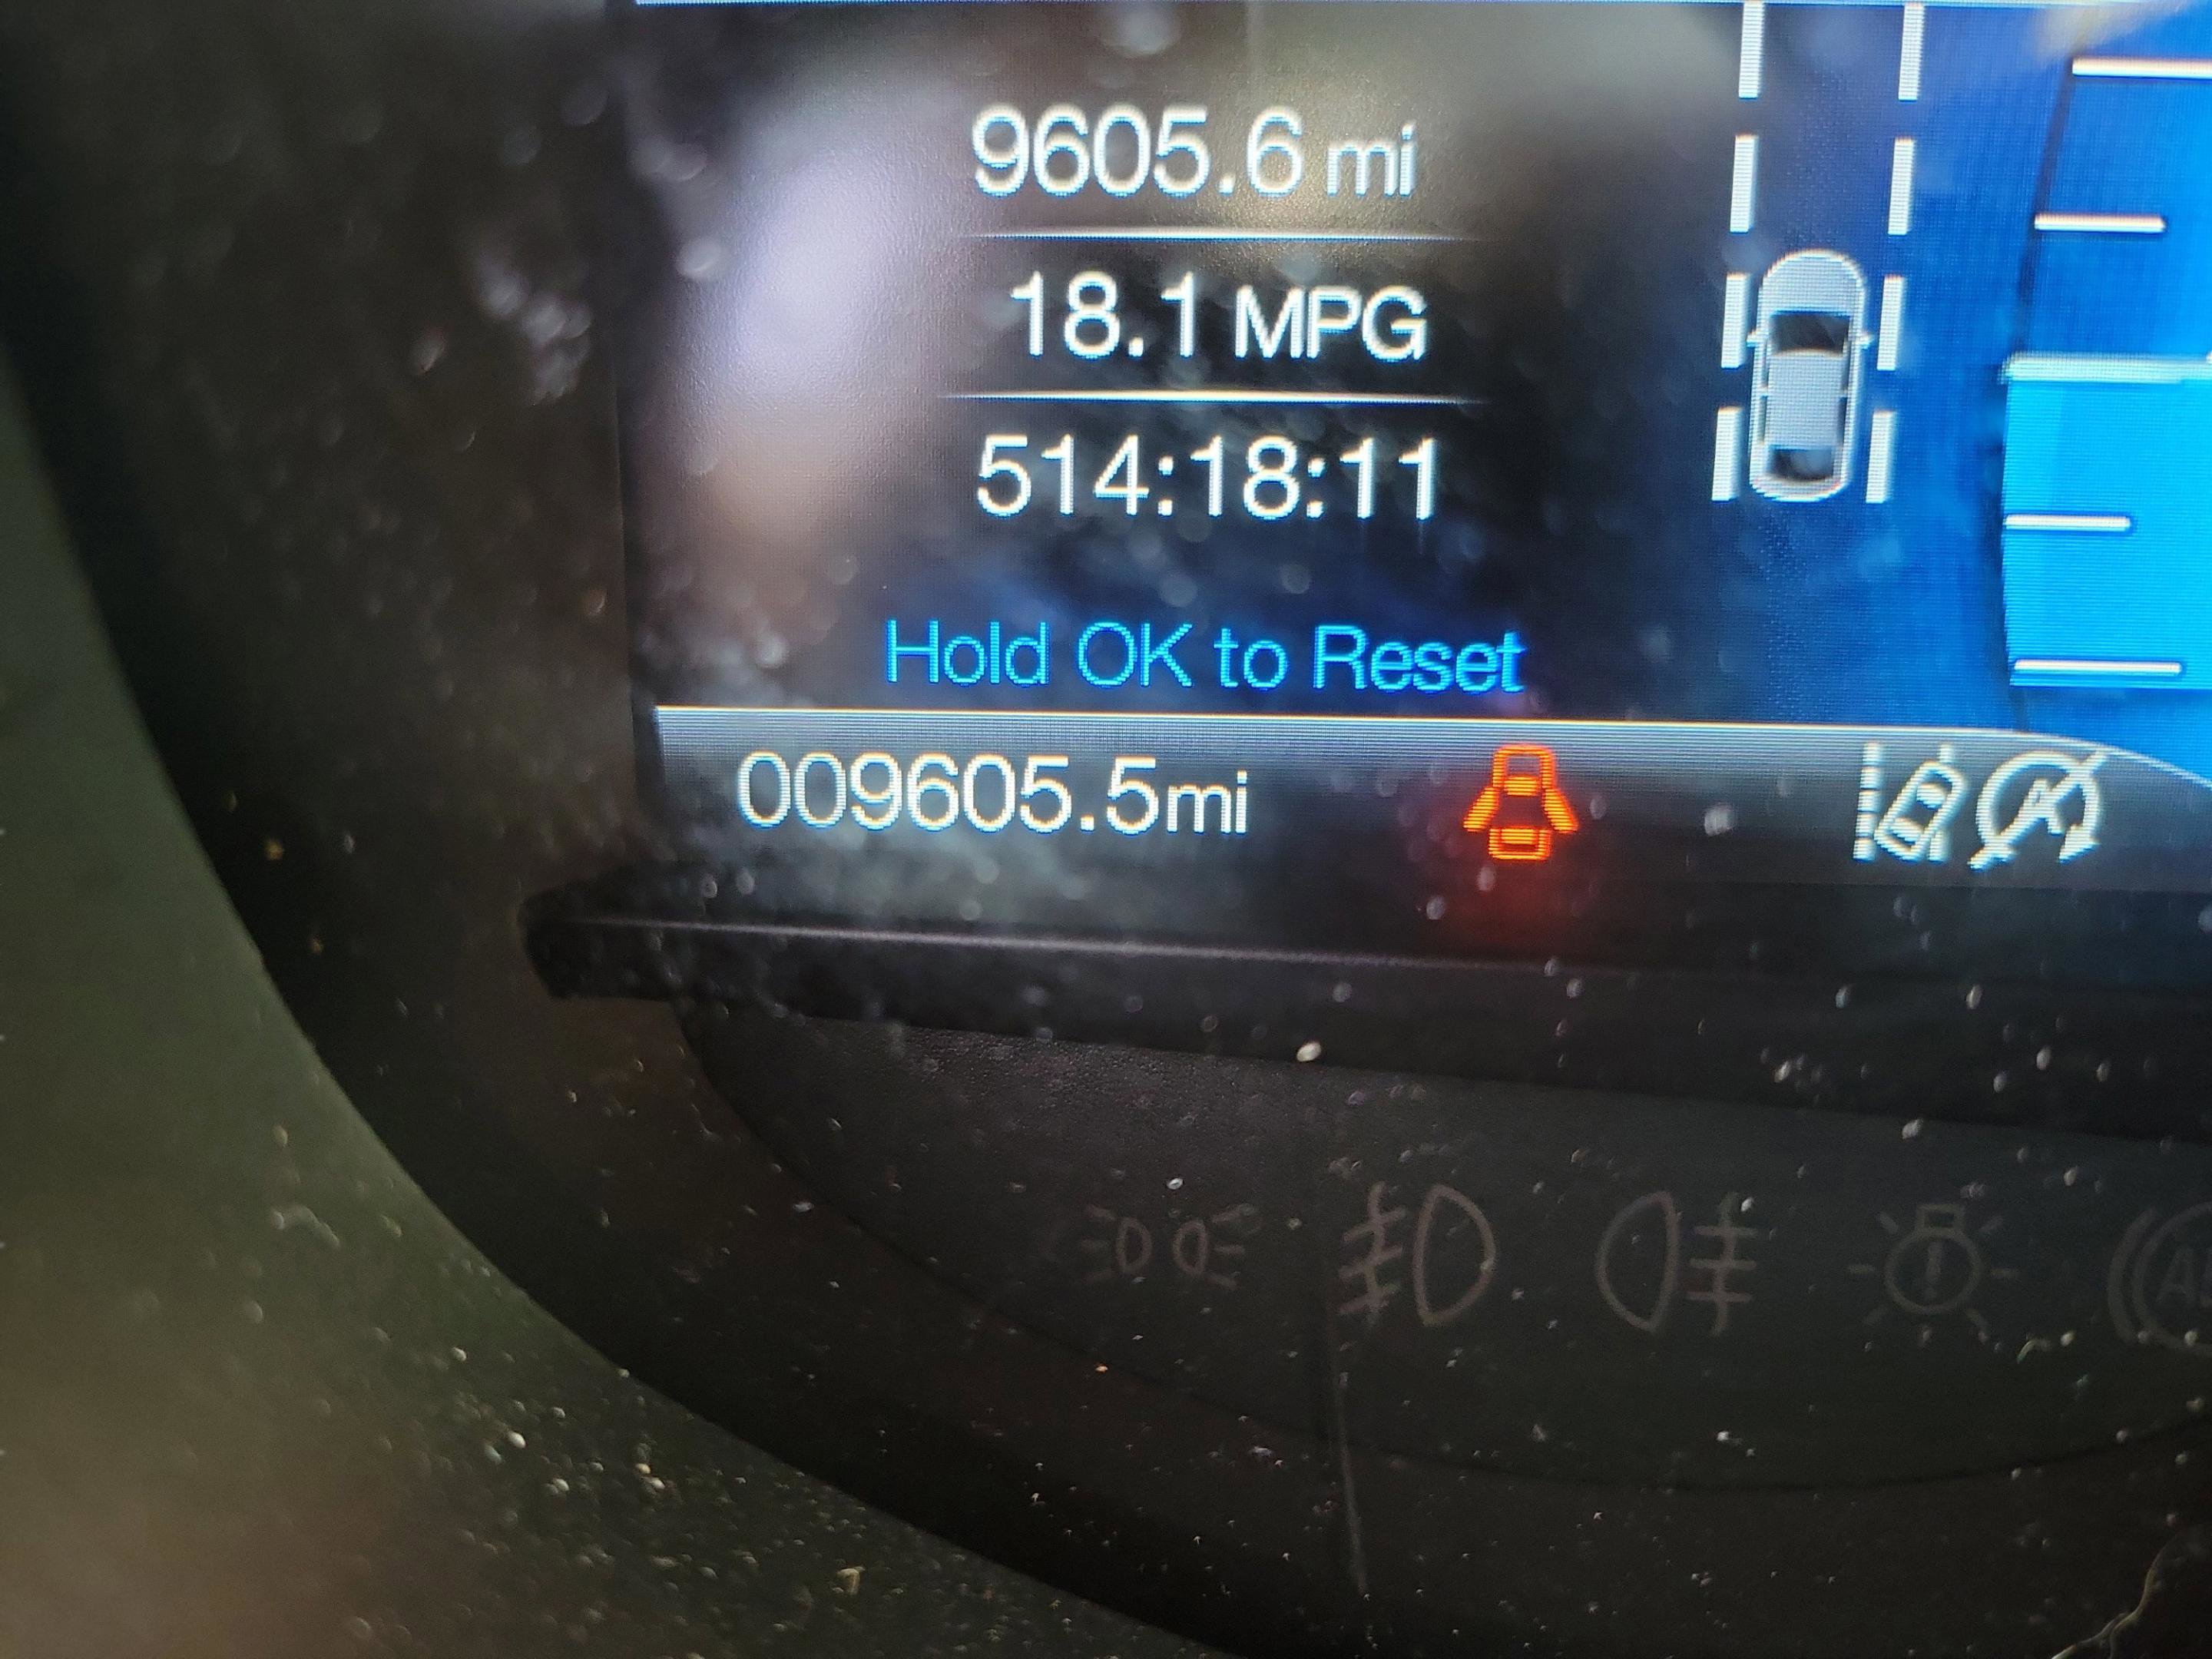 9605.6 mi
18.1 MPG
514:18:11
Hold OK to Reset
009605.5mi
A